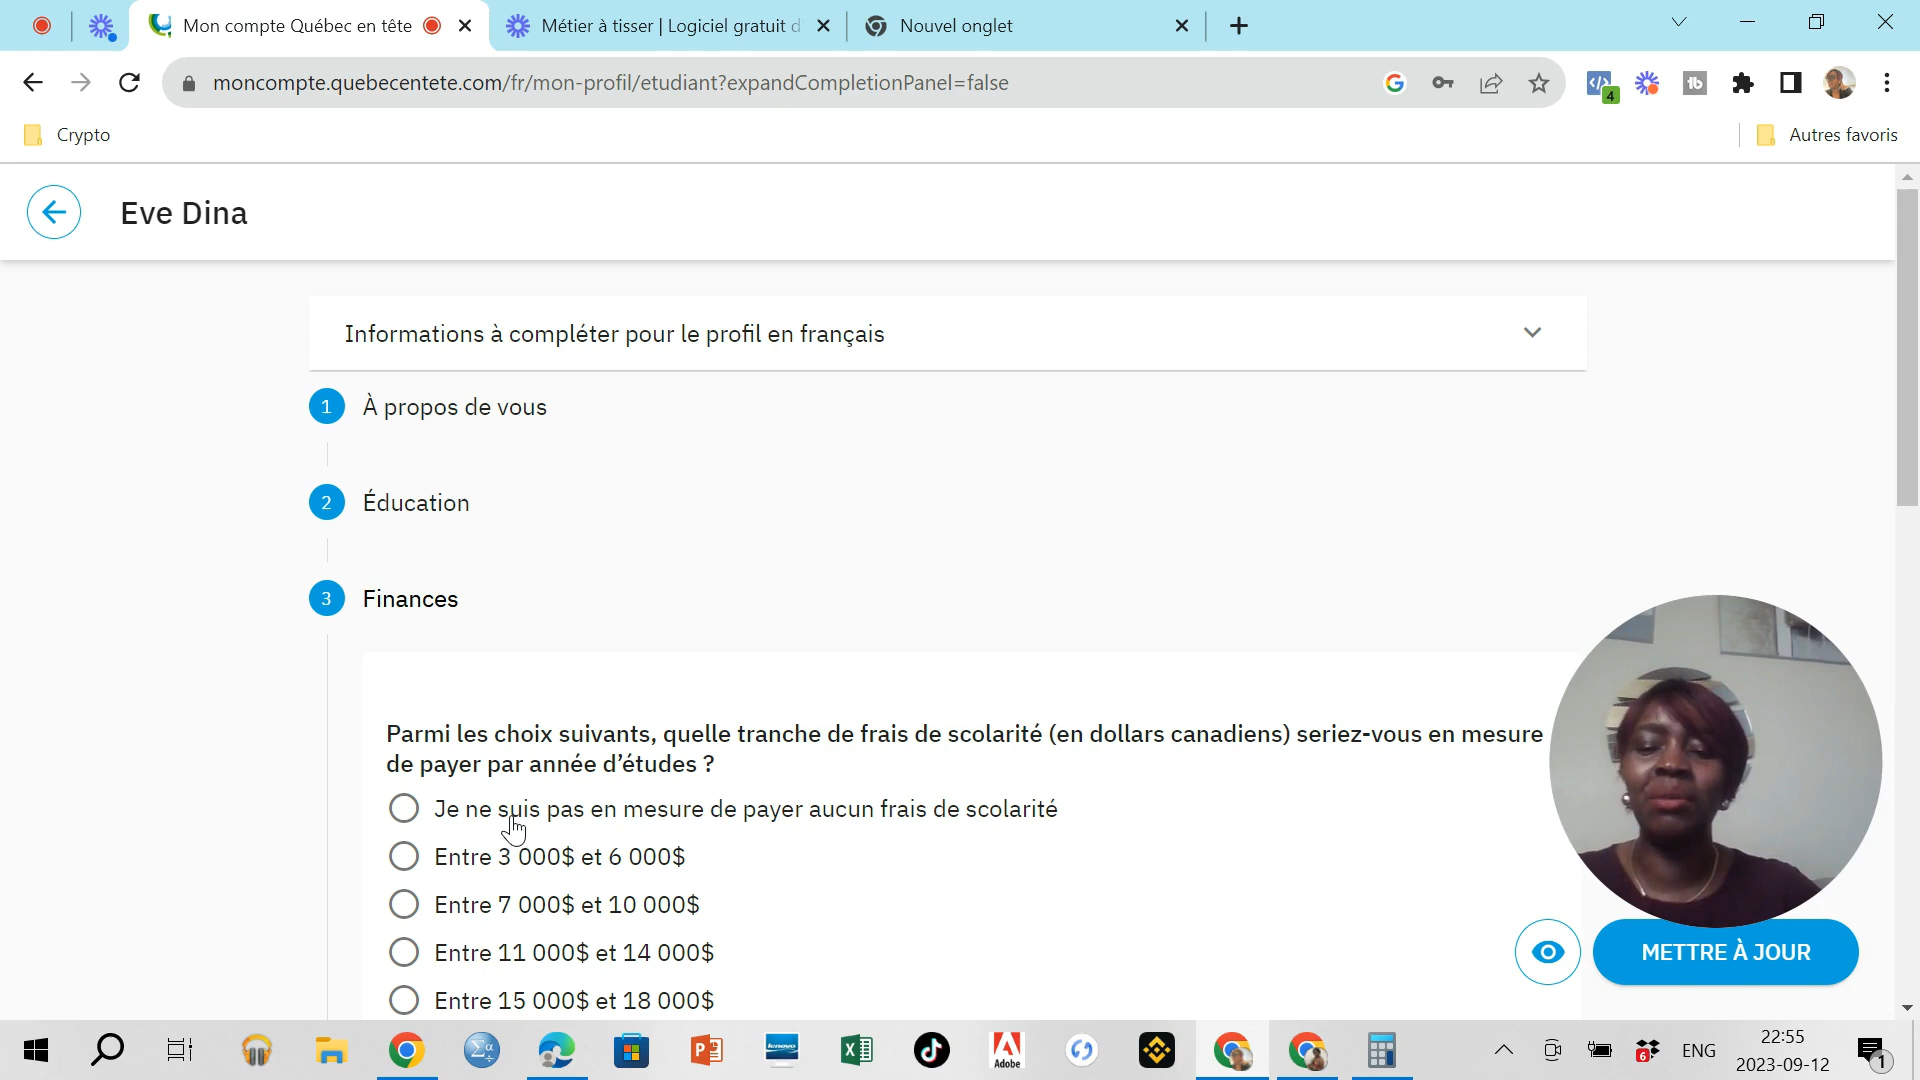 Mon compte Québec en tête
Métier à tisser | Logiciel gratuit d'
Nouvel onglet
moncompte.quebecentete.com/fr/mon-profil/etudiant?expandCompletionPanel=false
4
Crypto
Autres favoris
Eve Dina
Informations à compléter pour le profil en français
1 À propos de vous
2 Éducation
3 Finances
Parmi les choix suivants, quelle tranche de frais de scolarité (en dollars canadiens) seriez-vous en mesure
de payer par année d’études ?
Je ne suis pas en mesure de payer aucun frais de scolarité
Entre 3 000$ et 6 000$
Entre 7 000$ et 10 000$
Entre 11 000$ et 14 000$
Entre 15 000$ et 18 000$
METTRE À JOUR
lenovo
Adobe
6
ENG
22:55
2023-09-12
1